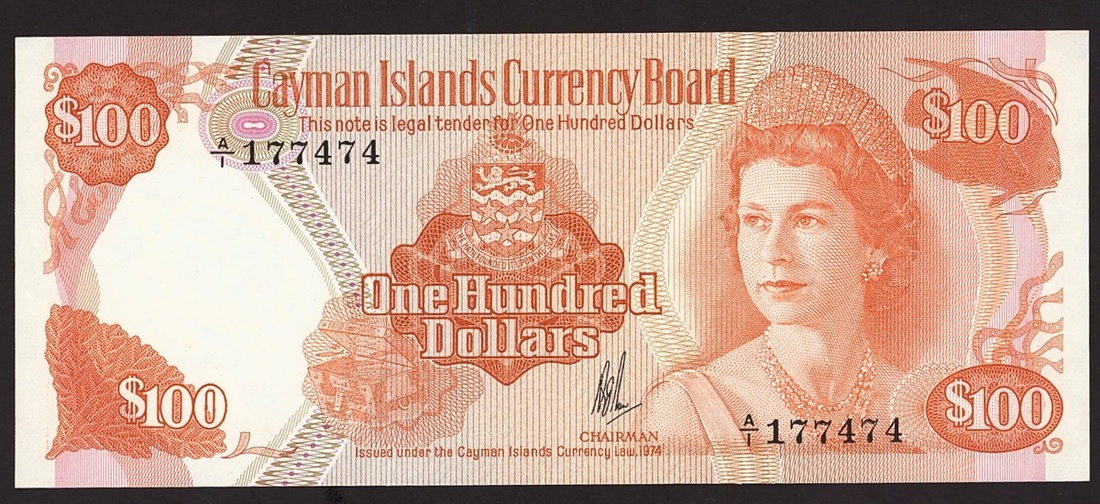 $100
Cayman Islands Currency Board
$100
This note is legal tender for One Hundred Dollars
A/1 177474
One Hundred
Dollars
$100
CHAIRMAN
A/1 177474
$100
Issued under the Cayman Islands Currency Law, 1974